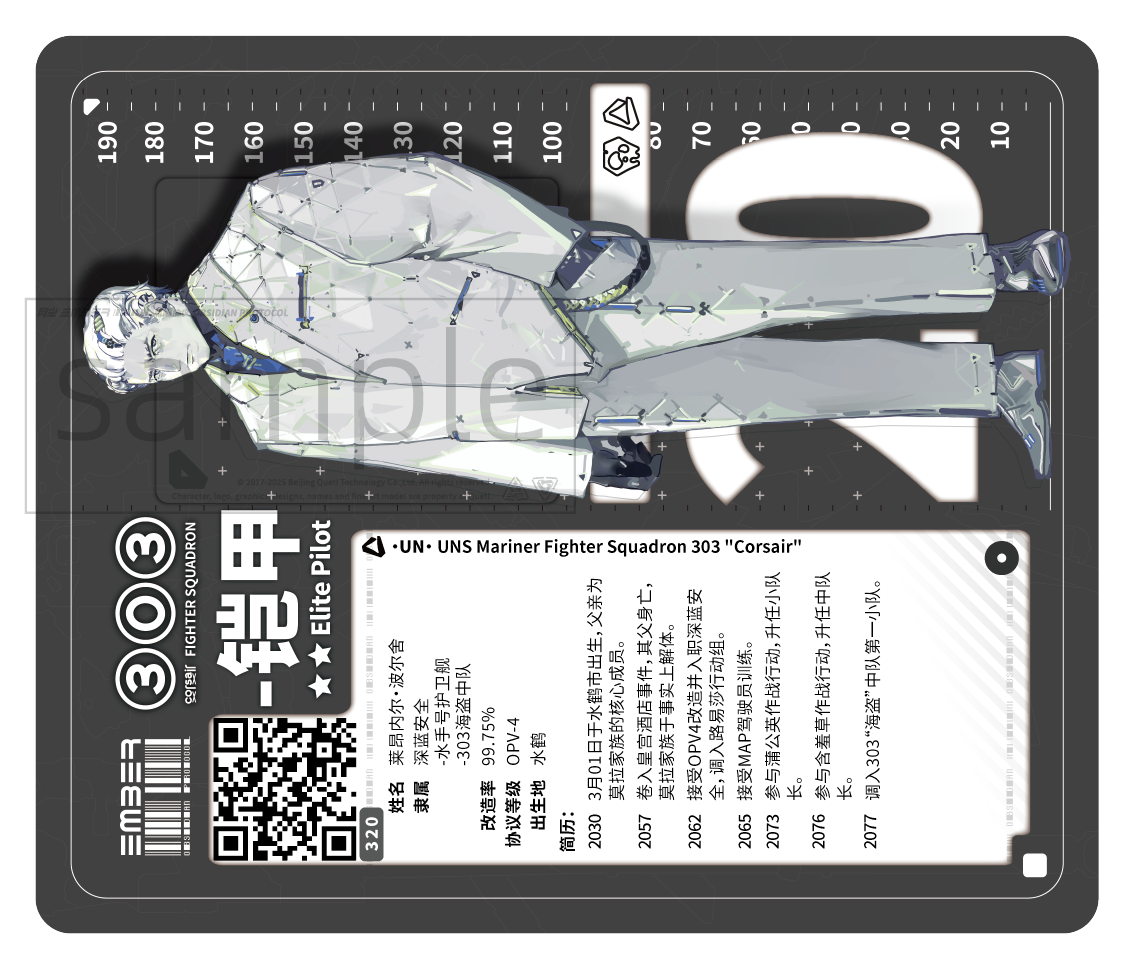 190
180
170
160
150
140
130
120
110
100
80
70
20
10
sample
OBSIDIAN PROTOCOL
303
corsair FIGHTER SQUADRON
-铠甲
★★ Elite Pilot
EMBER
320
·UN· UNS Mariner Fighter Squadron 303 "Corsair"
姓名 莱昂内尔·波尔舍
隶属 深蓝安全
-水手号护卫舰
-303海盗中队
改造率 99.75%
协议等级 OPV-4
出生地 水鹤
简历：
2030 3月01日于水鹤市出生，父亲为
莫拉家族的核心成员。
2057 卷入皇宫酒店事件，其父身亡，
莫拉家族于事实上解体。
2062 接受OPV4改造并入职深蓝安
全，调入路易莎行动组。
2065 接受MAP驾驶员训练。
2073 参与蒲公英作战行动，升任小队
长。
2076 参与含羞草作战行动，升任中队
长。
2077 调入303“海盗”中队第一小队。